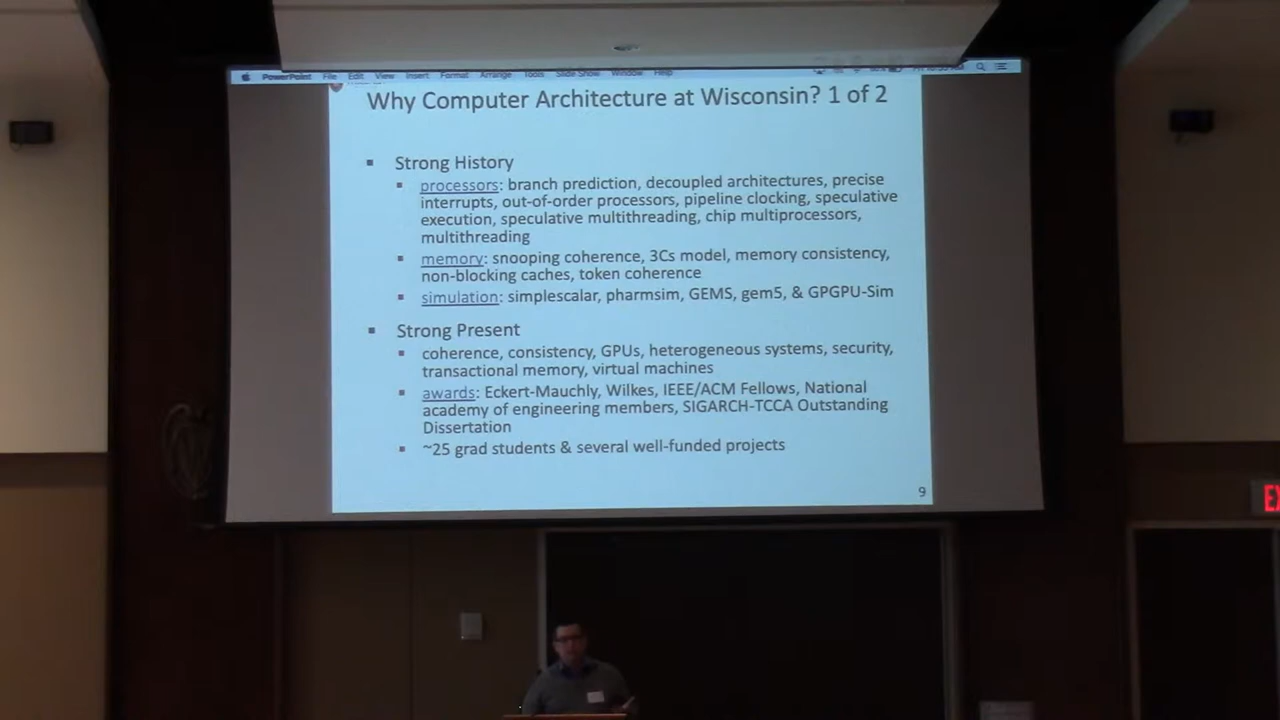 PowerPoint File Edit View Insert Format Arrange Tools Slide Show Window Help
Why Computer Architecture at Wisconsin? 1 of 2
▪ Strong History
▪ processors: branch prediction, decoupled architectures, precise
interrupts, out-of-order processors, pipeline clocking, speculative
execution, speculative multithreading, chip multiprocessors,
multithreading
▪ memory: snooping coherence, 3Cs model, memory consistency,
non-blocking caches, token coherence
▪ simulation: simplescalar, pharmsim, GEMS, gem5, & GPGPU-Sim
▪ Strong Present
▪ coherence, consistency, GPUs, heterogeneous systems, security,
transactional memory, virtual machines
▪ awards: Eckert-Mauchly, Wilkes, IEEE/ACM Fellows, National
academy of engineering members, SIGARCH-TCCA Outstanding
Dissertation
▪ ~25 grad students & several well-funded projects
9